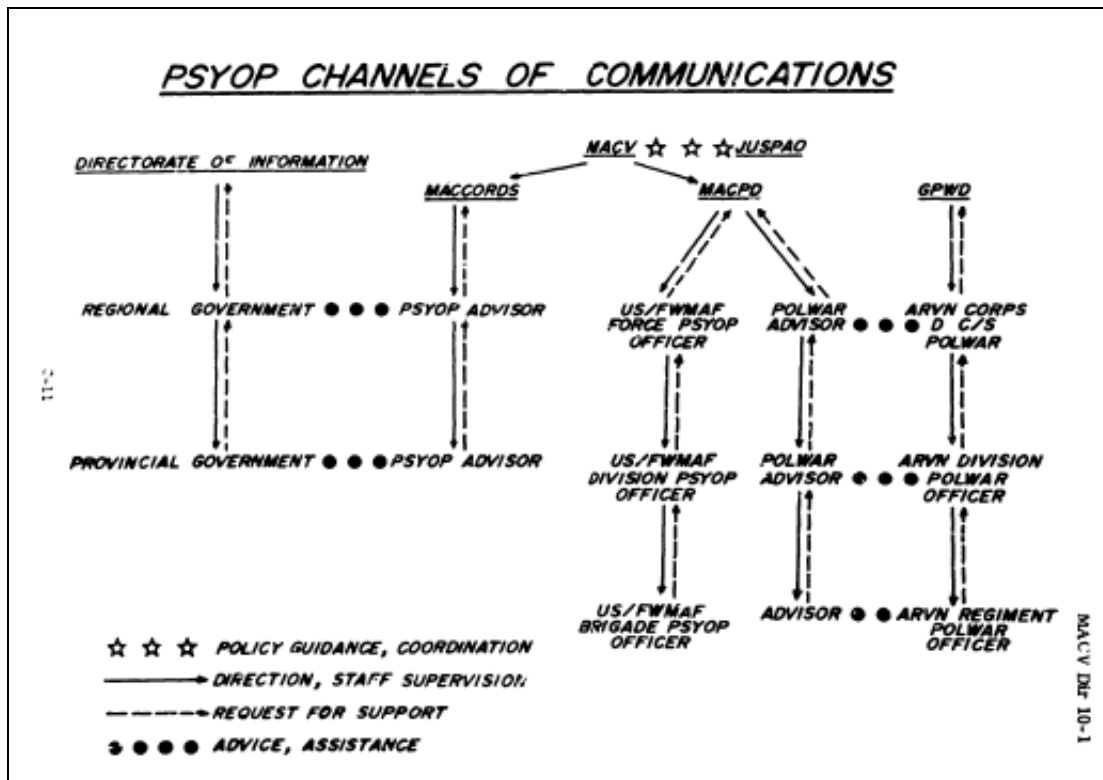 PSYOP CHANNELS OF COMMUNICATIONS
MACV JUSPAO
DIRECTORATE OF INFORMATION
MACCORDS MACPD GPWD
REGIONAL GOVERNMENT PSYOP ADVISOR
US/FWMAF
FORCE PSYOP
OFFICER
POLWAR
ADVISOR
ARVN CORPS
D C/S
POLWAR
PROVINCIAL GOVERNMENT PSYOP ADVISOR
US/FWMAF
DIVISION PSYOP
OFFICER
POLWAR
ADVISOR
ARVN DIVISION
POLWAR
OFFICER
US/FWMAF
BRIGADE PSYOP
OFFICER
ADVISOR
ARVN REGIMENT
POLWAR
OFFICER
POLICY GUIDANCE, COORDINATION
DIRECTION, STAFF SUPERVISION
REQUEST FOR SUPPORT
ADVICE, ASSISTANCE
MACV Dir 10-1